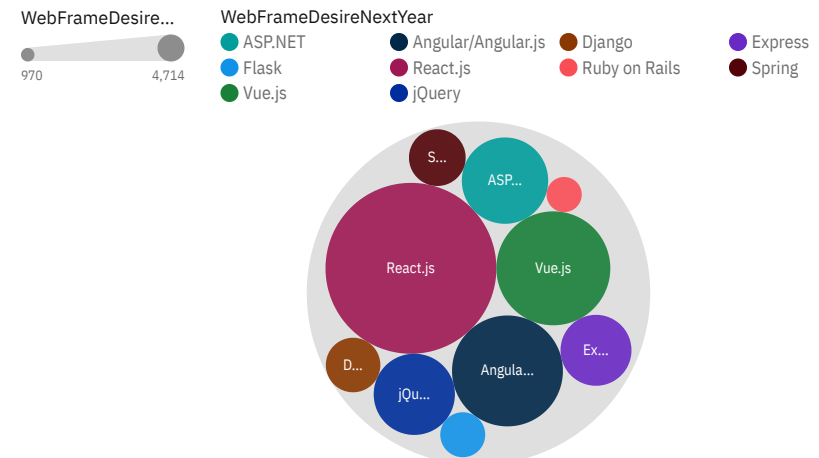 WebFrameDesire...
970 4,714
WebFrameDesireNextYear
ASP.NET Angular/Angular.js Django Express
Flask React.js Ruby on Rails Spring
Vue.js jQuery
S...
ASP...
React.js
Vue.js
Ex...
D...
Angula...
jQu...